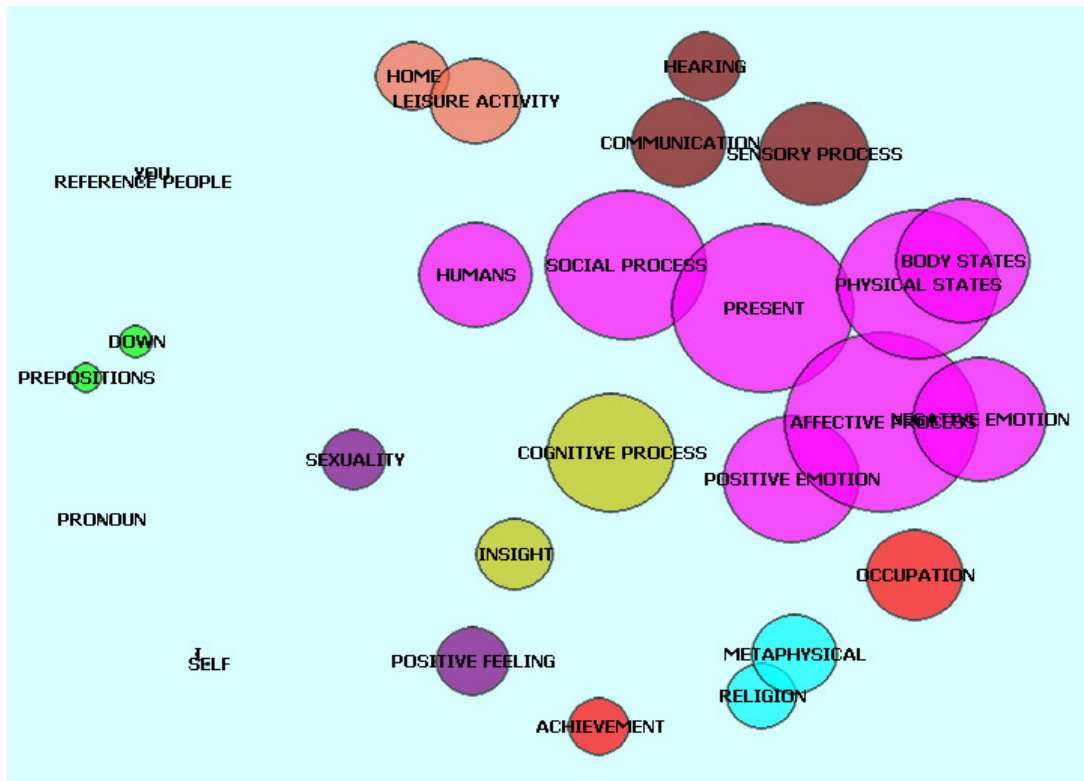 HOME
HEARING
LEISURE ACTIVITY
COMMUNICATION
SENSORY PROCESS
YOU
REFERENCE PEOPLE
BODY STATES
SOCIAL PROCESS
HUMANS
PHYSICAL STATES
PRESENT
DOWN
PREPOSITIONS
AFFECTIVE PROCESS
NEGATIVE EMOTION
COGNITIVE PROCESS
SEXUALITY
POSITIVE EMOTION
PRONOUN
INSIGHT
OCCUPATION
I
SELF
POSITIVE FEELING
METAPHYSICAL
RELIGION
ACHIEVEMENT